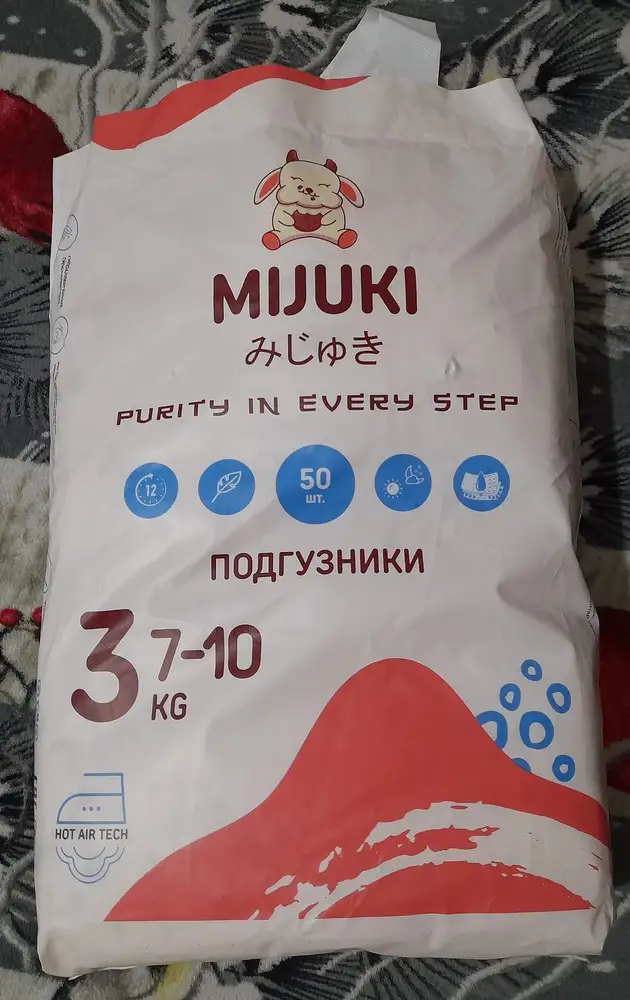 MIJUKI
みじゅき
PURITY IN EVERY STEP
12
50
шт.
ПОДГУЗНИКИ
3 7-10
KG
HOT AIR TECH